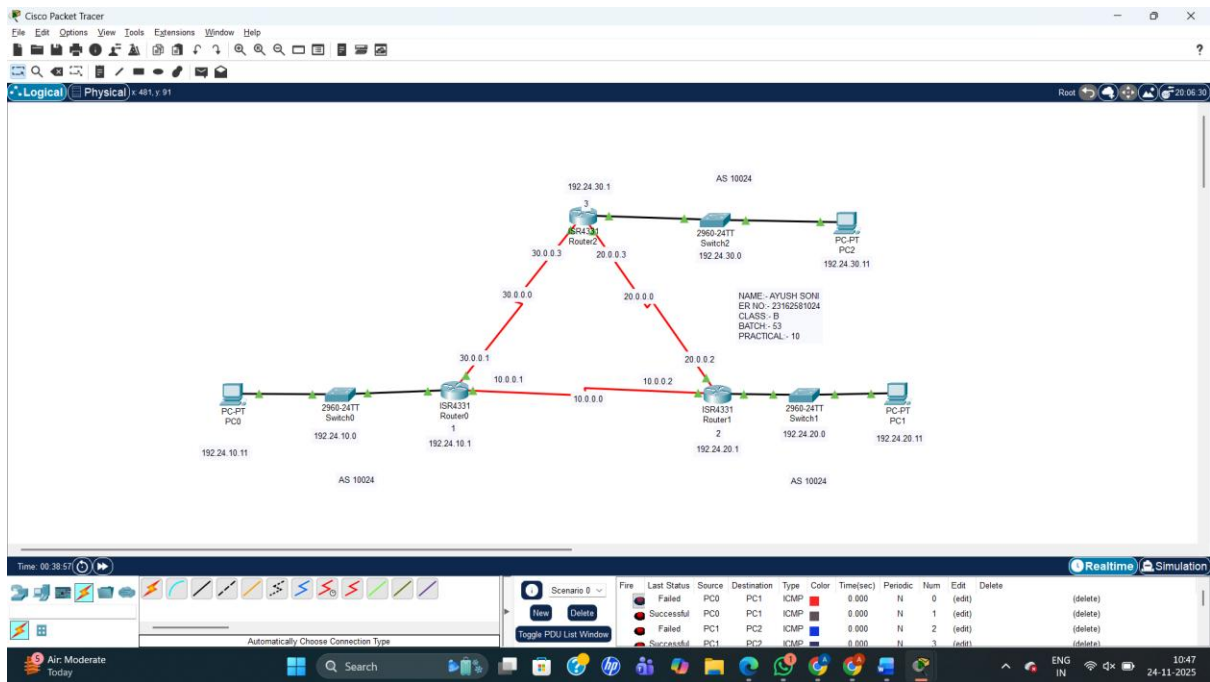 Cisco Packet Tracer
File Edit Options View Tools Extensions Window Help
?
Logical Physical x: 481, y: 91
Root 20:06:30
AS 10024
192.24.30.1
3
ISR4331
Router2
2960-24TT
Switch2
192.24.30.0
PC-PT
PC2
192.24.30.11
30.0.0.3
20.0.0.3
30.0.0.0
20.0.0.0
NAME:- AYUSH SONI
ER NO:- 23162581024
CLASS:- B
BATCH:- 53
PRACTICAL:- 10
30.0.0.1
20.0.0.2
10.0.0.1
10.0.0.2
10.0.0.0
PC-PT
PC0
192.24.10.11
2960-24TT
Switch0
192.24.10.0
ISR4331
Router0
1
192.24.10.1
ISR4331
Router1
2
192.24.20.1
2960-24TT
Switch1
192.24.20.0
PC-PT
PC1
192.24.20.11
AS 10024
AS 10024
Time: 00:38:57
Realtime Simulation
Scenario 0
New Delete
Toggle PDU List Window
Automatically Choose Connection Type
Fire Last Status Source Destination Type Color Time(sec) Periodic Num Edit Delete
Failed PC0 PC1 ICMP 0.000 N 0 (edit) (delete)
Successful PC0 PC1 ICMP 0.000 N 1 (edit) (delete)
Failed PC1 PC2 ICMP 0.000 N 2 (edit) (delete)
Successful PC1 PC2 ICMP 0.000 N 3 (edit) (delete)
Air: Moderate
Today
Search
ENG
IN
10:47
24-11-2025